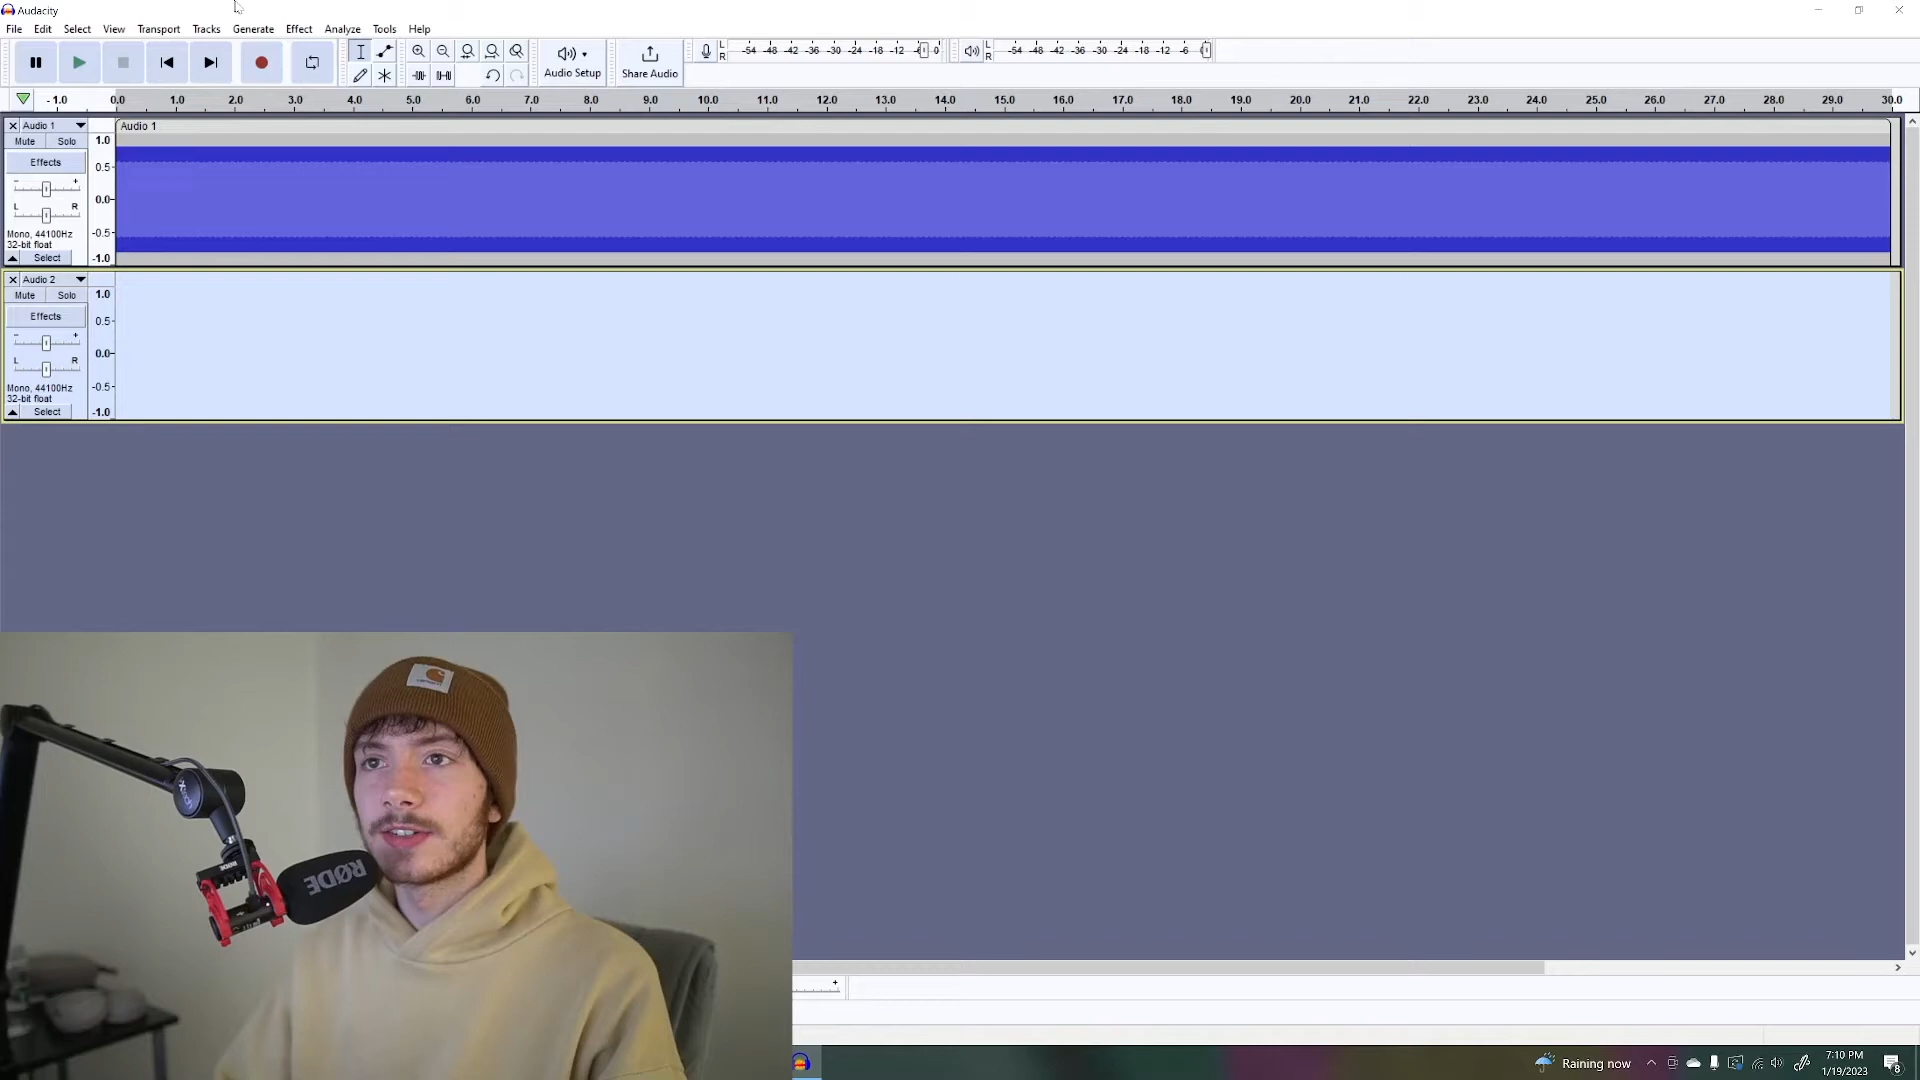 Audacity
File Edit Select View Transport Tracks Generate Effect Analyze Tools Help
Audio Setup
Share Audio
L
R
-54 -48 -42 -36 -30 -24 -18 -12 -6 0
L
R
-54 -48 -42 -36 -30 -24 -18 -12 -6 0
-1.0 0.0 1.0 2.0 3.0 4.0 5.0 6.0 7.0 8.0 9.0 10.0 11.0 12.0 13.0 14.0 15.0 16.0 17.0 18.0 19.0 20.0 21.0 22.0 23.0 24.0 25.0 26.0 27.0 28.0 29.0 30.0
Audio 1
Audio 1
Mute Solo
Effects
- +
L R
Mono, 44100Hz
32-bit float
Select
1.0
0.5-
0.0-
-0.5-
-1.0
Audio 2
Mute Solo
Effects
- +
L R
Mono, 44100Hz
32-bit float
Select
1.0
0.5-
0.0-
-0.5-
-1.0
RØDE
RØDE
+
Raining now
7:10 PM
1/19/2023
8